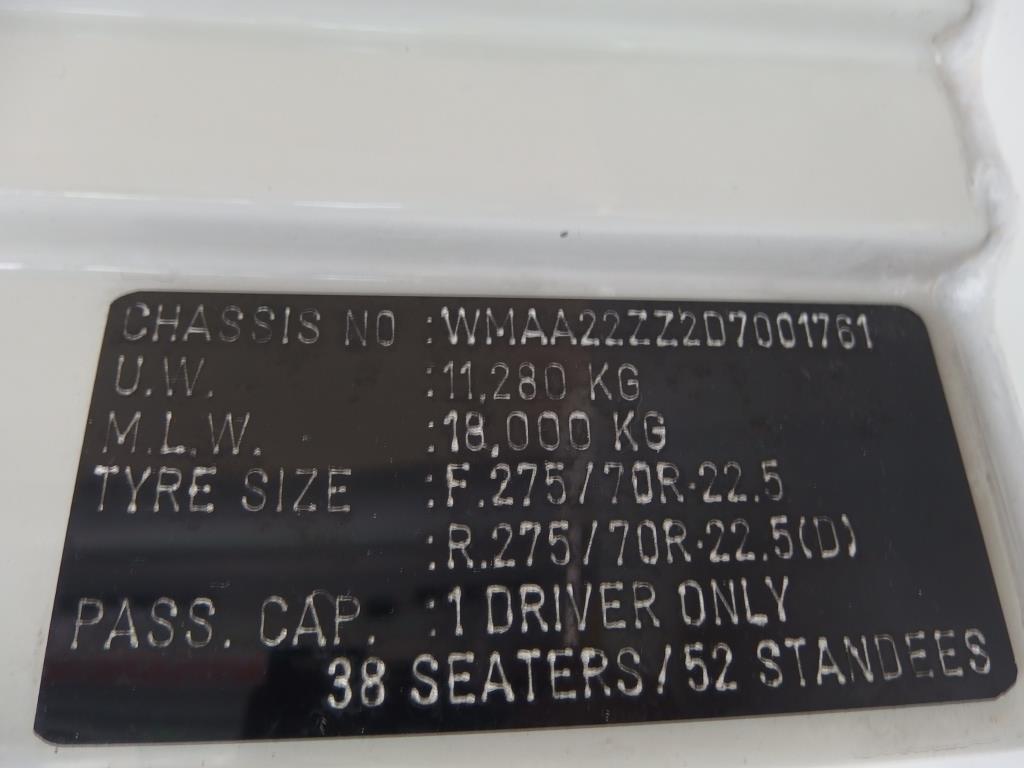 CHASSIS NO :WMAA22ZZ2D7001761
U.W. :11,280 KG
M.L.W. :18,000 KG
TYRE SIZE :F.275/70R.22.5
:R.275/70R.22.5(D)
PASS. CAP. :1 DRIVER ONLY
38 SEATERS/52 STANDEES